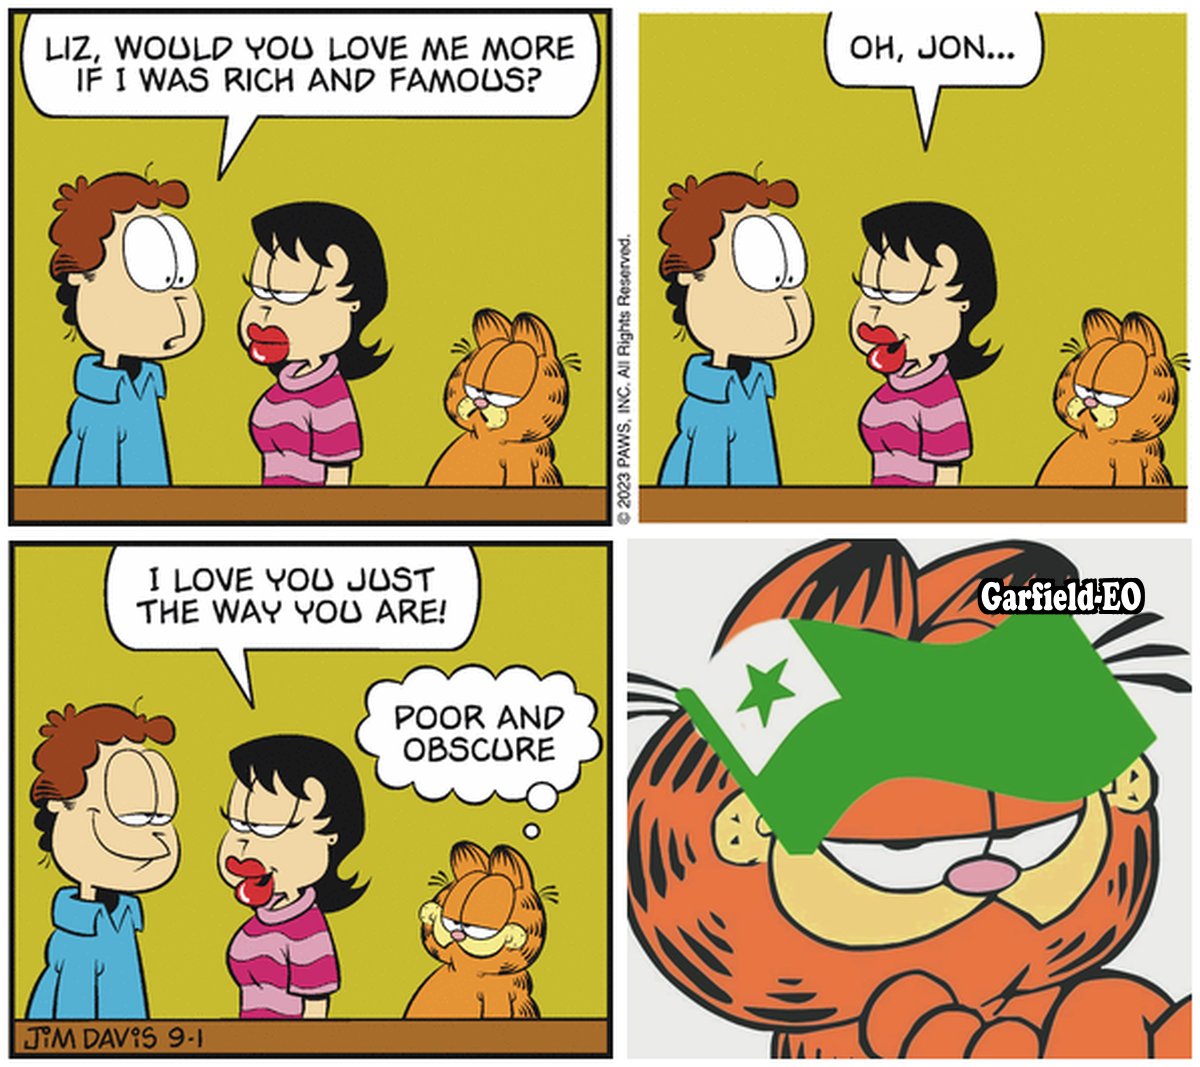 LIZ, WOULD YOU LOVE ME MORE
IF I WAS RICH AND FAMOUS?
© 2023 PAWS, INC. All Rights Reserved.
OH, JON...
I LOVE YOU JUST
THE WAY YOU ARE!
POOR AND
OBSCURE
JIM DAVIS 9-1
Garfield-EO